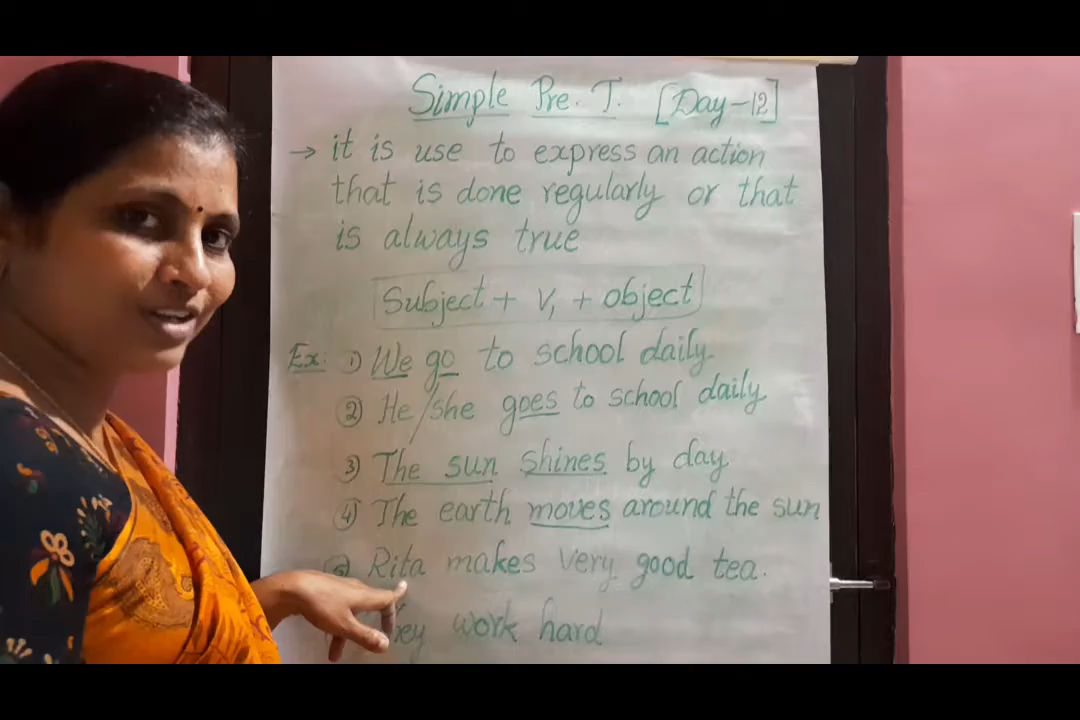 Simple Pre. T. [Day-12]
→ it is use to express an action
that is done regularly or that
is always true
Subject + V₁ + object
Ex: 1) We go to school daily.
2) He/she goes to school daily
3) The sun shines by day
4) The earth moves around the sun
Rita makes very good tea.
work hard